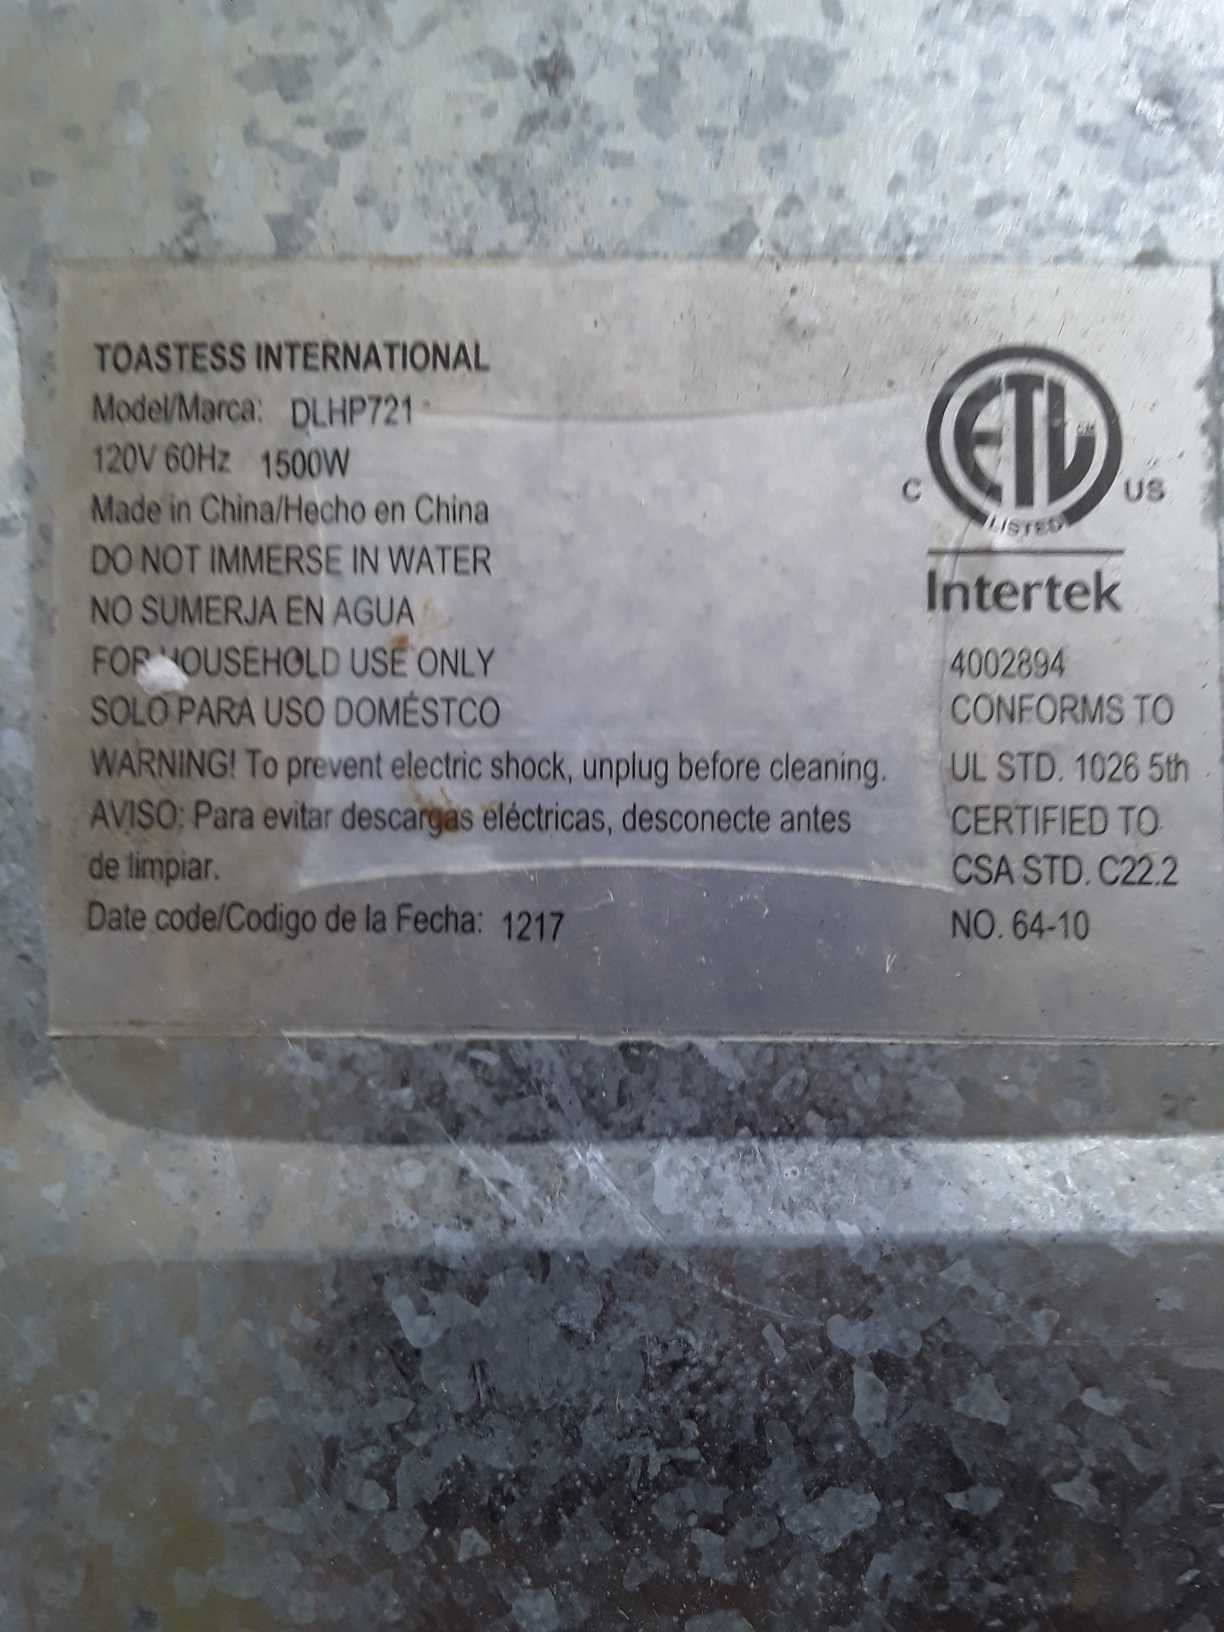 TOASTESS INTERNATIONAL
Model/Marca: DLHP721
120V 60Hz 1500W
Made in China/Hecho en China
DO NOT IMMERSE IN WATER
NO SUMERJA EN AGUA
FOR HOUSEHOLD USE ONLY
SOLO PARA USO DOMÉSTCO
WARNING! To prevent electric shock, unplug before cleaning.
AVISO: Para evitar descargas eléctricas, desconecte antes
de limpiar.
Date code/Codigo de la Fecha: 1217
ETL
C US
LISTED
Intertek
4002894
CONFORMS TO
UL STD. 1026 5th
CERTIFIED TO
CSA STD. C22.2
NO. 64-10